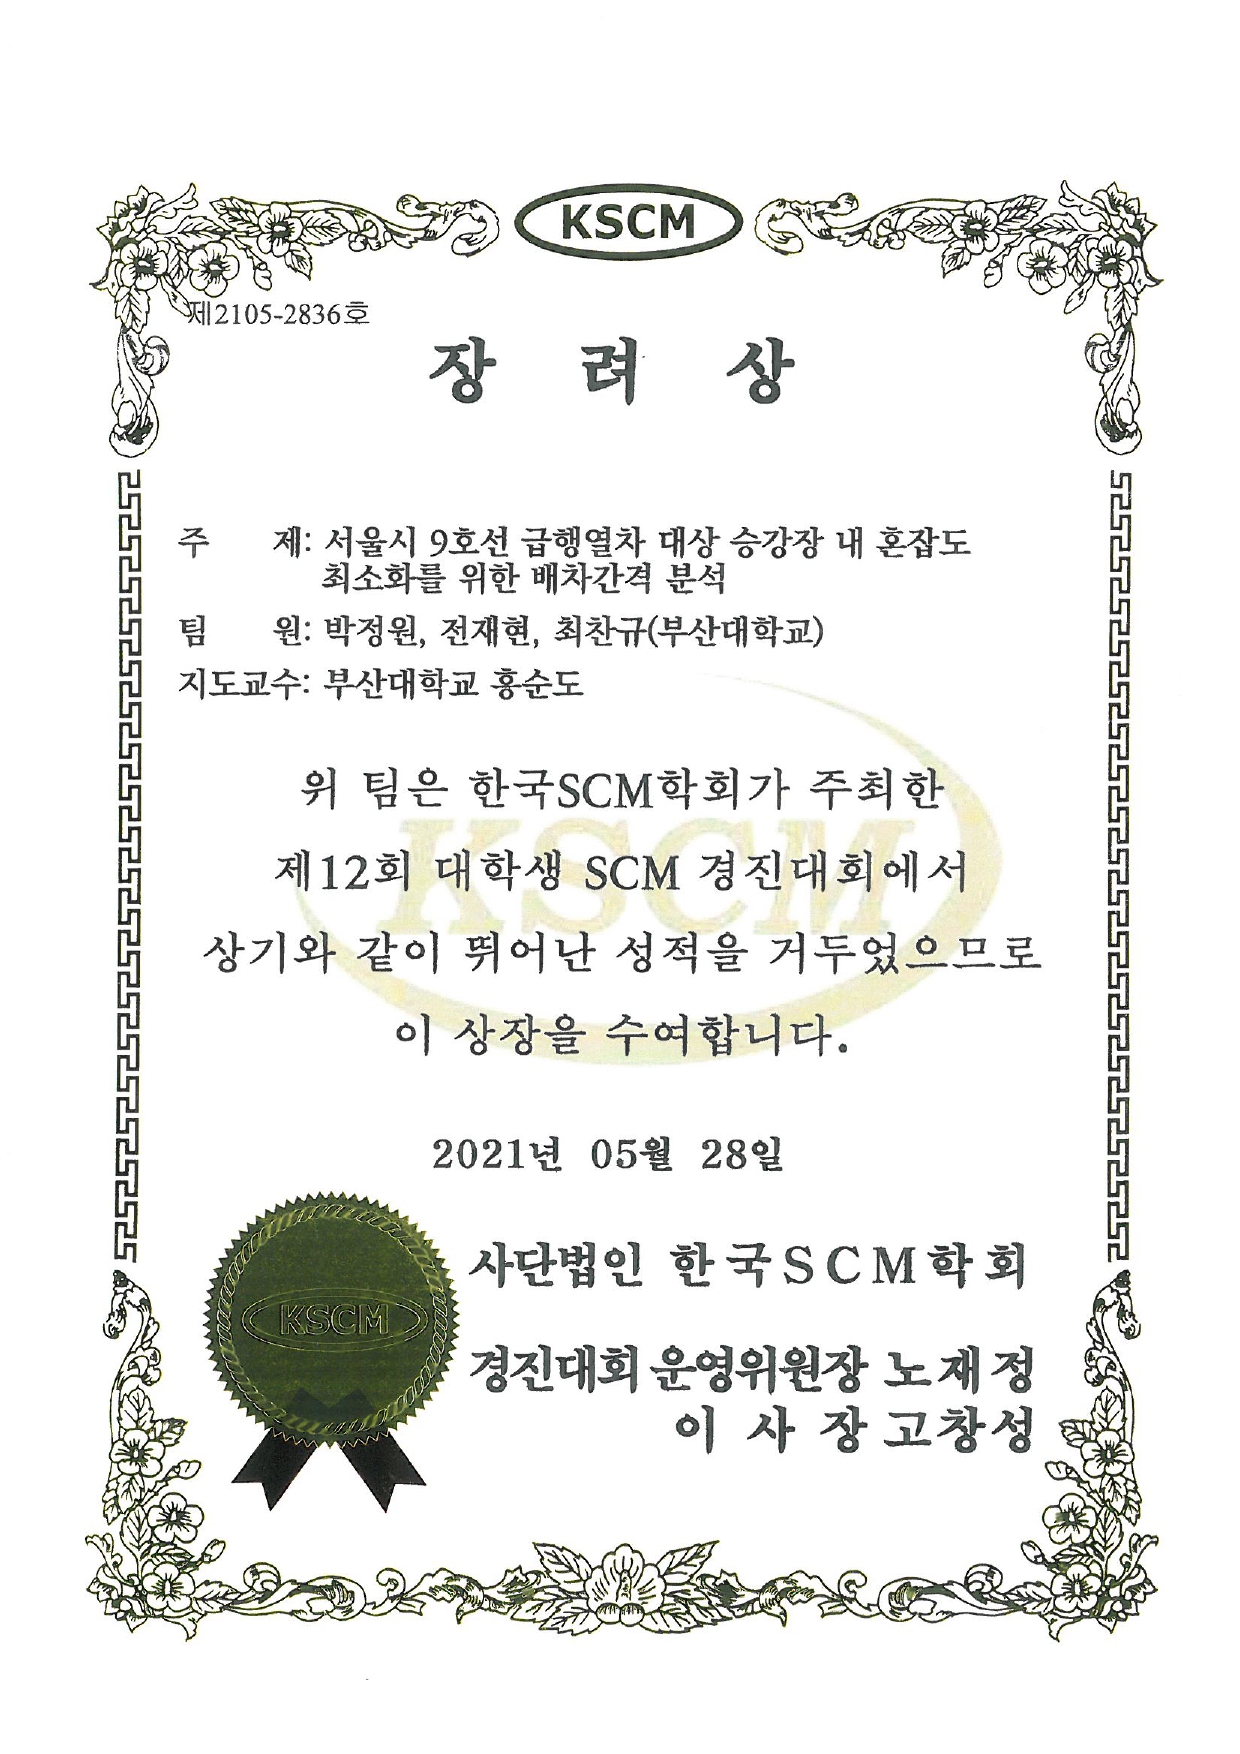 KSCM
제2105-2836호
장 려 상
주 제: 서울시 9호선 급행열차 대상 승강장 내 혼잡도
최소화를 위한 배차간격 분석
팀 원: 박정원, 전재현, 최찬규(부산대학교)
지도교수: 부산대학교 홍순도
KSCM
위 팀은 한국SCM학회가 주최한
제12회 대학생 SCM 경진대회에서
상기와 같이 뛰어난 성적을 거두었으므로
이 상장을 수여합니다.
2021년 05월 28일
사단법인 한국SCM학회
KSCM
경진대회 운영위원장 노재정
이 사 장 고창성